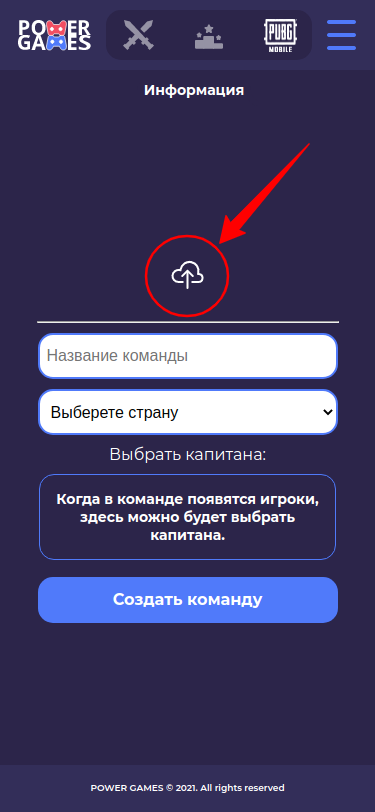 POWER
GAMES
PUBG
MOBILE
Информация
Название команды
Выберете страну
Выбрать капитана:
Когда в команде появятся игроки,
здесь можно будет выбрать
капитана.
Создать команду
POWER GAMES © 2021. All rights reserved